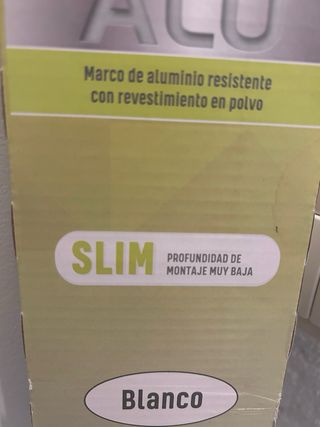 ALU
Marco de aluminio resistente
con revestimiento en polvo
SLIM
PROFUNDIDAD DE
MONTAJE MUY BAJA
Blanco